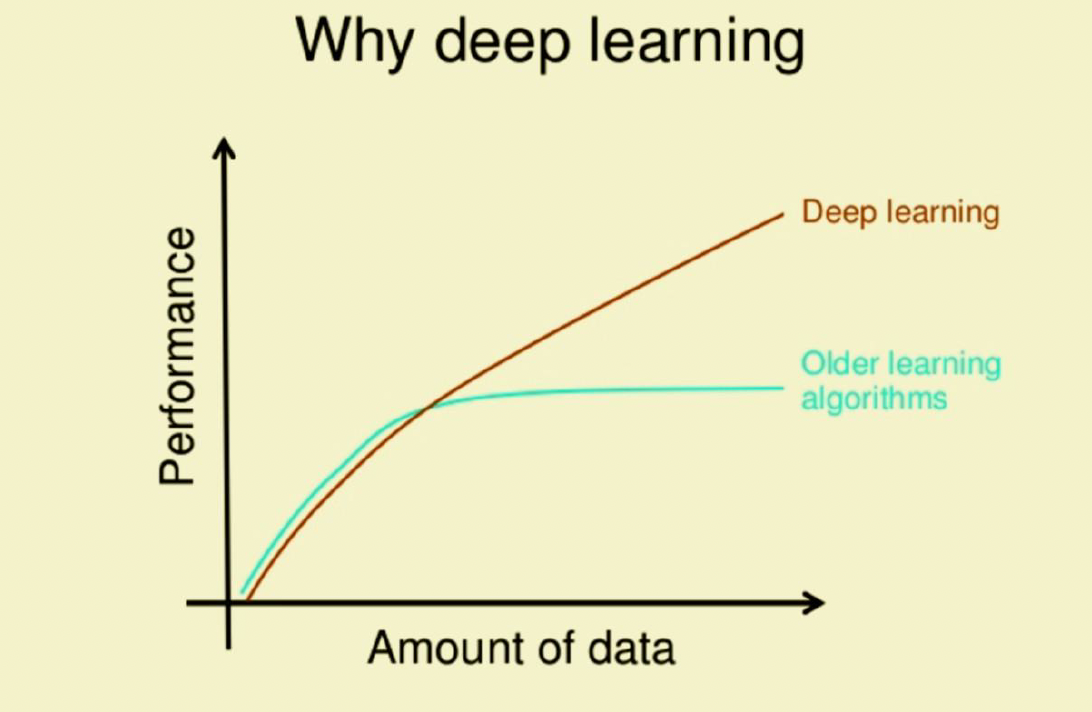 Why deep learning
Performance
Deep learning
Older learning
algorithms
Amount of data